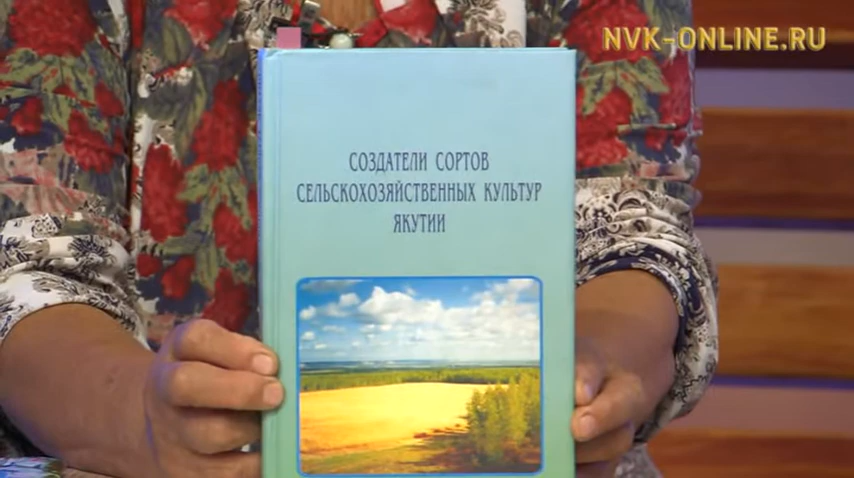 NVK-ONLINE.RU
СОЗДАТЕЛИ СОРТОВ
СЕЛЬСКОХОЗЯЙСТВЕННЫХ КУЛЬТУР
ЯКУТИИ